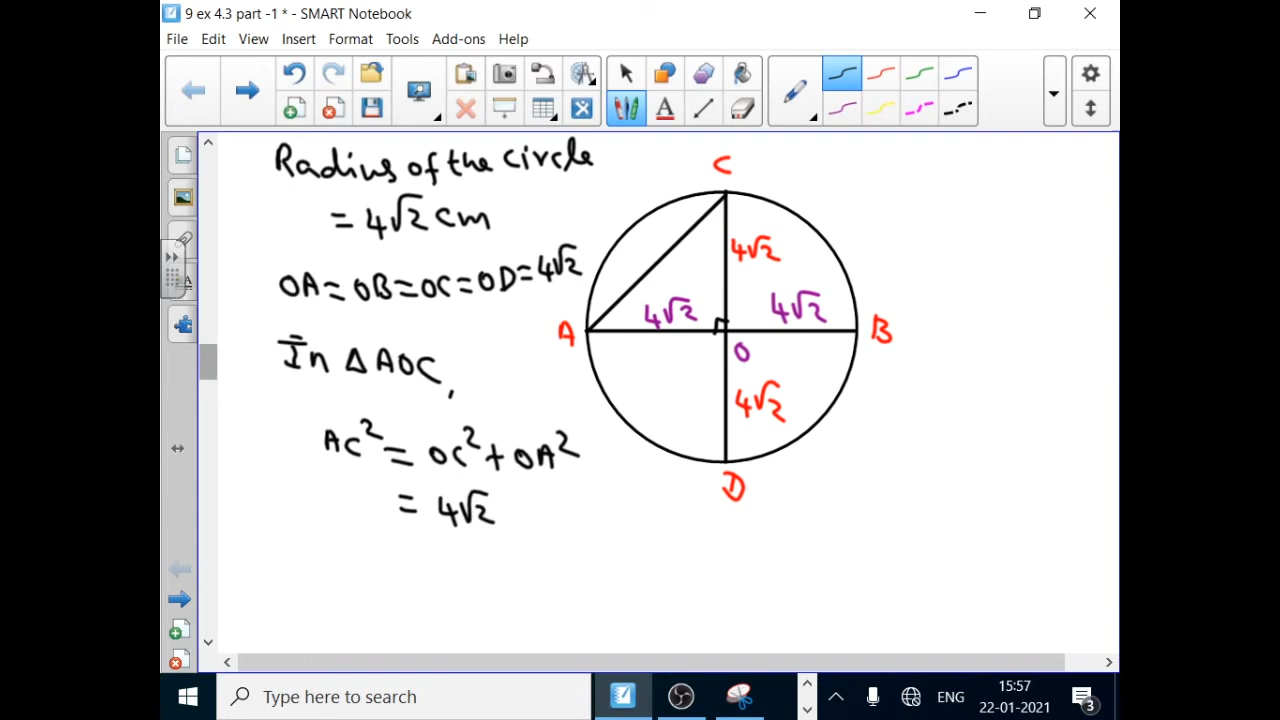 9 ex 4.3 part -1 * - SMART Notebook
File Edit View Insert Format Tools Add-ons Help
Radius of the circle
= 4√2 cm
OA = OB = OC = OD = 4√2
In △AOC,
AC² = OC² + OA²
= 4√2
C
4√2
4√2
4√2
A
B
O
4√2
D
Type here to search
ENG
15:57
22-01-2021
3